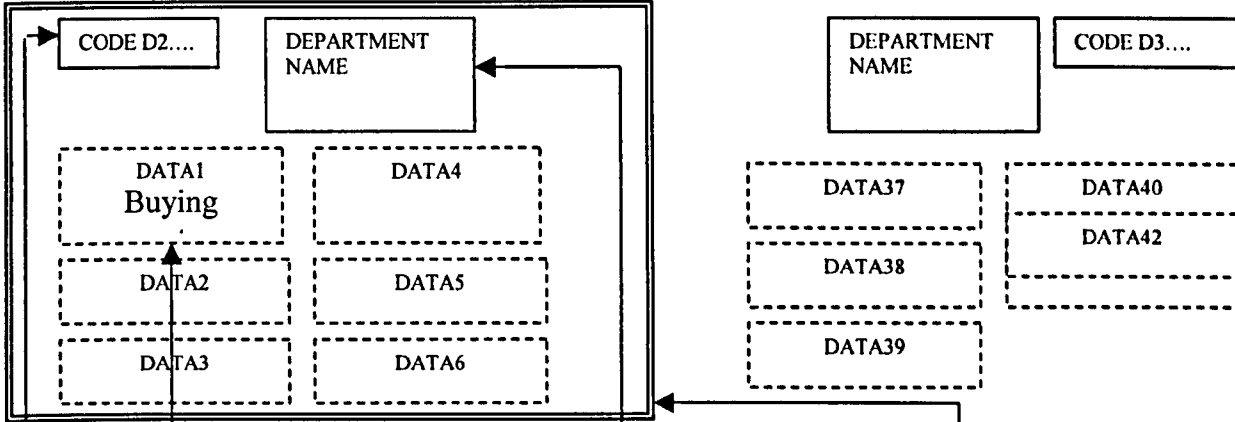 CODE D2....
DEPARTMENT
NAME
DATA1
Buying
DATA4
DATA2
DATA5
DATA3
DATA6
DEPARTMENT
NAME
CODE D3....
DATA37
DATA40
DATA42
DATA38
DATA39